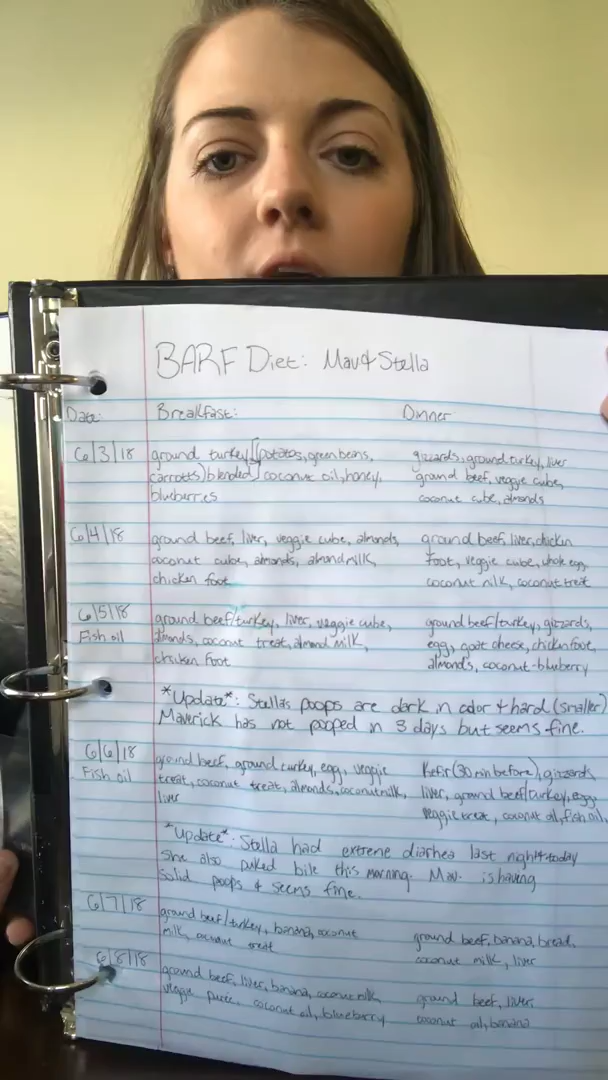 BARF Diet: Mav & Stella
Date: Breakfast: Dinner
6/3/18 ground turkey [(potatos, green beans, gizzards, ground turkey, liver
carrotts) blended] coconut oil, honey, ground beef, veggie cube,
blueberries coconut cube, almonds
6/4/18 ground beef, liver, veggie cube, almonds, ground beef, liver, chickin
coconut cube, almonds, almond milk, foot, veggie cube, whole egg,
chicken foot coconut milk, coconut treat
6/5/18 ground beef/turkey, liver, veggie cube, ground beef/turkey, gizzards,
Fish oil almonds, coconut treat, almond milk, egg, goat cheese, chicken foot,
chicken foot almonds, coconut-blueberry
*Update*: Stellas poops are dark in color & hard (smaller)
Maverick has not pooped in 3 days but seems fine.
6/6/18 ground beef, ground turkey, egg, veggie Kefir (30 min before), gizzards
Fish oil treat, coconut treat, almonds, coconut milk, liver, ground beef/turkey, egg
liver veggie treat, coconut oil, fish oil,
*Update*: Stella had extreme diarhea last night & today
she also puked bile this morning. Mav. is having
solid poops & seems fine.
6/7/18 ground beef/turkey, banana, coconut ground beef, banana, bread,
milk, coconut treat coconut milk, liver
6/8/18 ground beef, liver, banana, coconut milk, ground beef, liver,
veggie puree, coconut oil, blueberry coconut oil, banana